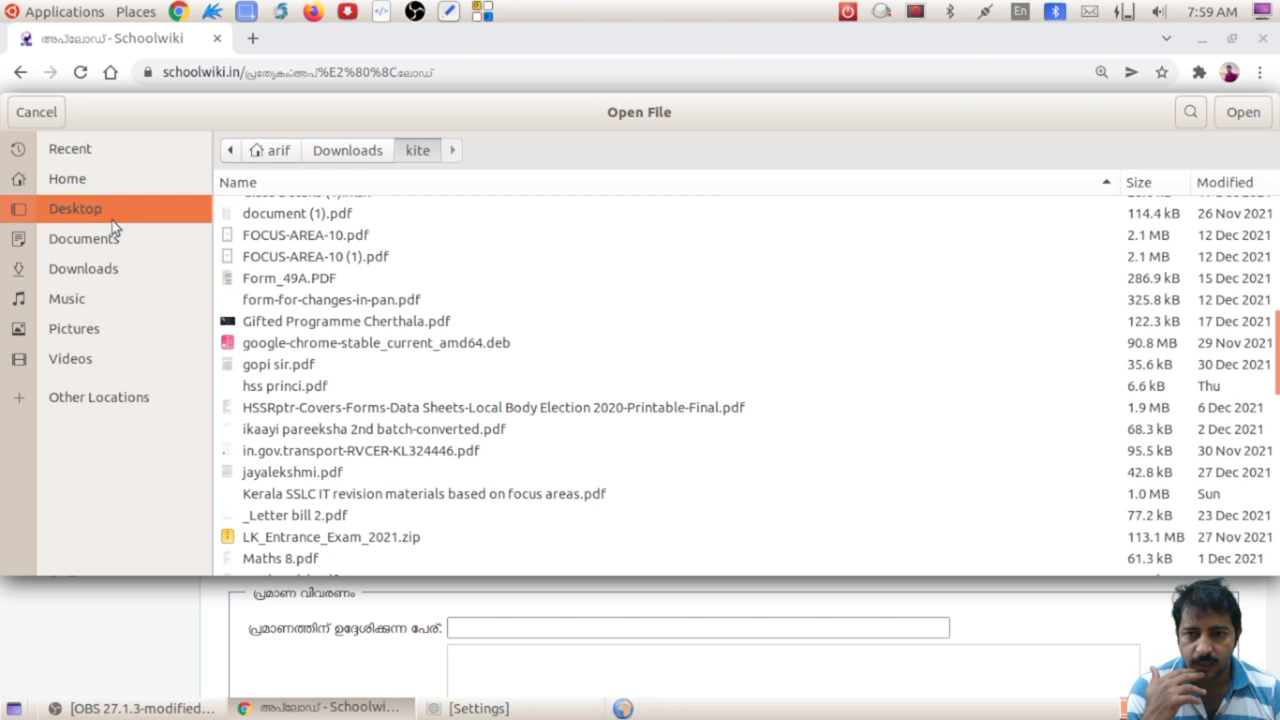 Applications Places En 7:59 AM
അപ്‌ലോഡ് - Schoolwiki
schoolwiki.in/പ്രത്യേകം:അപ്%E2%80%8Cലോഡ്
Cancel Open File Open
Recent
Home
Desktop
Documents
Downloads
Music
Pictures
Videos
Other Locations
arif Downloads kite
Name Size Modified
document (1).pdf 114.4 kB 26 Nov 2021
FOCUS-AREA-10.pdf 2.1 MB 12 Dec 2021
FOCUS-AREA-10 (1).pdf 2.1 MB 12 Dec 2021
Form_49A.PDF 286.9 kB 15 Dec 2021
form-for-changes-in-pan.pdf 325.8 kB 12 Dec 2021
Gifted Programme Cherthala.pdf 122.3 kB 17 Dec 2021
google-chrome-stable_current_amd64.deb 90.8 MB 29 Nov 2021
gopi sir.pdf 35.6 kB 30 Dec 2021
hss princi.pdf 6.6 kB Thu
HSSRptr-Covers-Forms-Data Sheets-Local Body Election 2020-Printable-Final.pdf 1.9 MB 6 Dec 2021
ikaayi pareeksha 2nd batch-converted.pdf 68.3 kB 2 Dec 2021
in.gov.transport-RVCER-KL324446.pdf 95.5 kB 30 Nov 2021
jayalekshmi.pdf 42.8 kB 27 Dec 2021
Kerala SSLC IT revision materials based on focus areas.pdf 1.0 MB Sun
_Letter bill 2.pdf 77.2 kB 23 Dec 2021
LK_Entrance_Exam_2021.zip 113.1 MB 27 Nov 2021
Maths 8.pdf 61.3 kB 1 Dec 2021
പ്രമാണ വിവരണം
പ്രമാണത്തിന് ഉദ്ദേശിക്കുന്ന പേര്:
[OBS 27.1.3-modified... അപ്‌ലോഡ് - Schoolwi... [Settings]